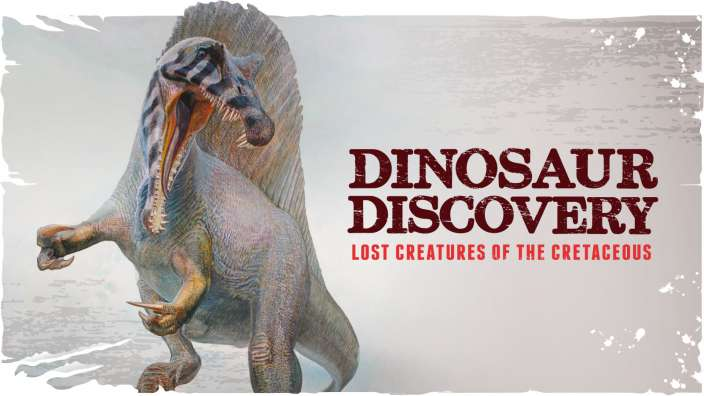 DINOSAUR
DISCOVERY
LOST CREATURES OF THE CRETACEOUS